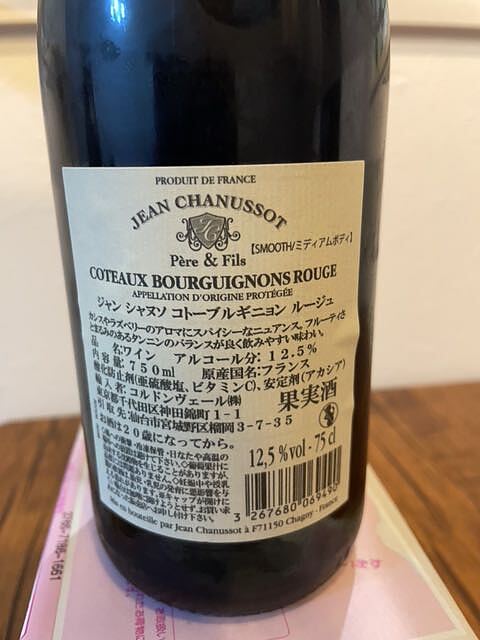 PRODUIT DE FRANCE
JEAN CHANUSSOT
Père & Fils
【SMOOTH/ミディアムボディ】
COTEAUX BOURGUIGNONS ROUGE
APPELLATION D'ORIGINE PROTÉGÉE
ジャン シャヌソ コトーブルギニョン ルージュ
カシスやラズベリーのアロマにスパイシーなニュアンス。フルーティさ
とまろみのあるタンニンのバランスが良く飲みやすい味わい。
品 名:ワイン アルコール分:12.5%
内 容 量:750ml 原産国名:フランス
酸化防止剤(亜硫酸塩、ビタミンC)、安定剤(アカシア)
輸 入 者:コルドンヴェール㈱
東京都千代田区神田錦町1-1
引 取 先:仙台市宮城野区榴岡3-7-35
果実酒
お酒は20歳になってから。
12,5 % vol - 75 cl
3 267680 069490
Mis en bouteille par Jean Chanussot à F71150 Chagny - France